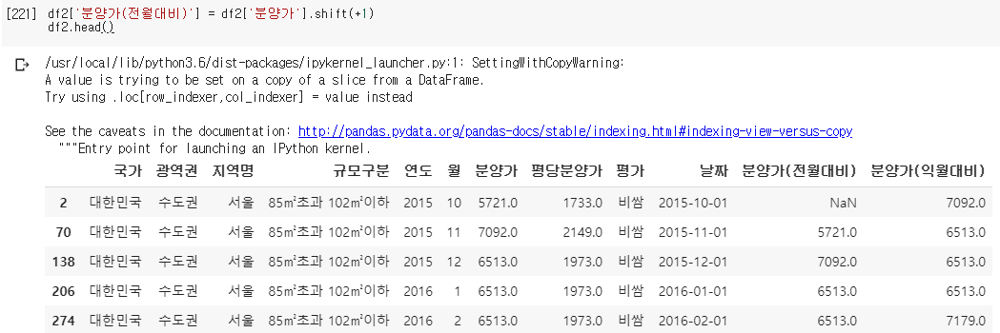 [221] df2['분양가(전월대비)'] = df2['분양가'].shift(+1)
df2.head()
/usr/local/lib/python3.6/dist-packages/ipykernel_launcher.py:1: SettingWithCopyWarning:
A value is trying to be set on a copy of a slice from a DataFrame.
Try using .loc[row_indexer,col_indexer] = value instead
See the caveats in the documentation: http://pandas.pydata.org/pandas-docs/stable/indexing.html#indexing-view-versus-copy
"""Entry point for launching an IPython kernel.
국가 광역권 지역명 규모구분 연도 월 분양가 평당분양가 평가 날짜 분양가(전월대비) 분양가(익월대비)
2 대한민국 수도권 서울 85㎡초과 102㎡이하 2015 10 5721.0 1733.0 비쌈 2015-10-01 NaN 7092.0
70 대한민국 수도권 서울 85㎡초과 102㎡이하 2015 11 7092.0 2149.0 비쌈 2015-11-01 5721.0 6513.0
138 대한민국 수도권 서울 85㎡초과 102㎡이하 2015 12 6513.0 1973.0 비쌈 2015-12-01 7092.0 6513.0
206 대한민국 수도권 서울 85㎡초과 102㎡이하 2016 1 6513.0 1973.0 비쌈 2016-01-01 6513.0 6513.0
274 대한민국 수도권 서울 85㎡초과 102㎡이하 2016 2 6513.0 1973.0 비쌈 2016-02-01 6513.0 7179.0